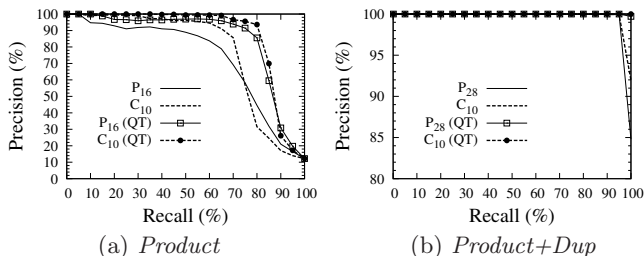 Precision (%)
100
90
80
70
60
50
40
30
20
10
0
P16
C10
P16 (QT)
C10 (QT)
0 10 20 30 40 50 60 70 80 90 100
Recall (%)
(a) Product
Precision (%)
100
95
90
85
80
P28
C10
P28 (QT)
C10 (QT)
0 10 20 30 40 50 60 70 80 90 100
Recall (%)
(b) Product+Dup